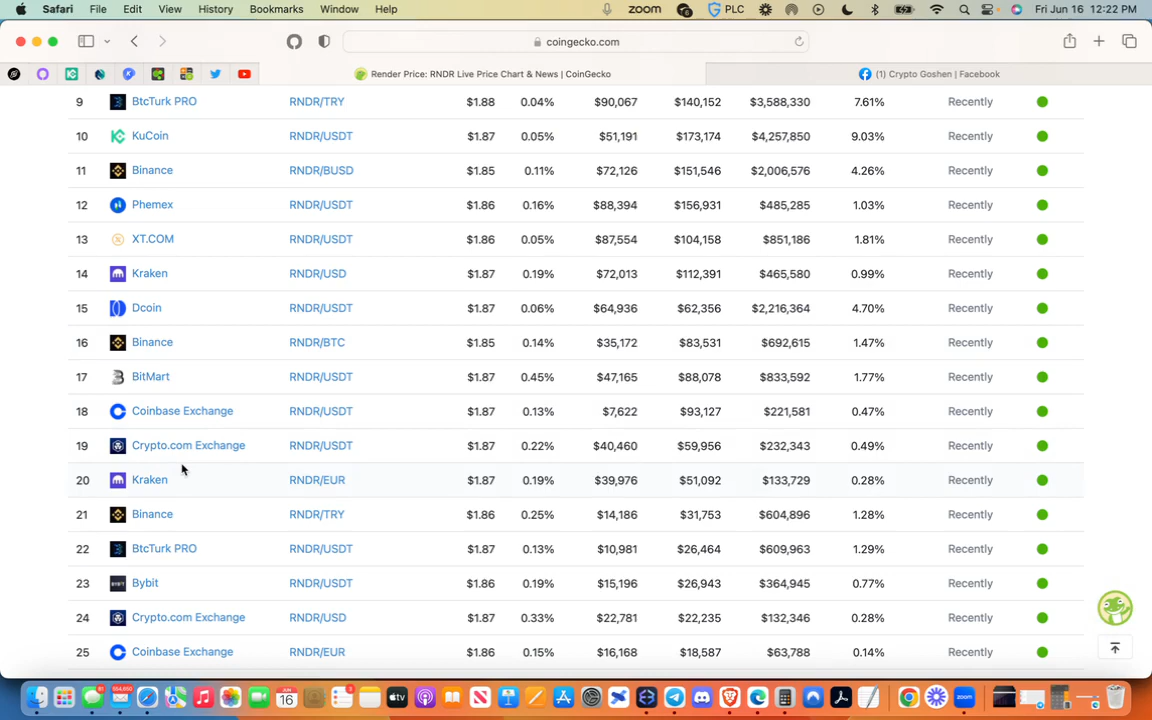 Safari File Edit View History Bookmarks Window Help zoom PLC Fri Jun 16 12:22 PM
coingecko.com
Render Price: RNDR Live Price Chart & News | CoinGecko (1) Crypto Goshen | Facebook
9 BtcTurk PRO RNDR/TRY $1.88 0.04% $90,067 $140,152 $3,588,330 7.61% Recently
10 KuCoin RNDR/USDT $1.87 0.05% $51,191 $173,174 $4,257,850 9.03% Recently
11 Binance RNDR/BUSD $1.85 0.11% $72,126 $151,546 $2,006,576 4.26% Recently
12 Phemex RNDR/USDT $1.86 0.16% $88,394 $156,931 $485,285 1.03% Recently
13 XT.COM RNDR/USDT $1.86 0.05% $87,554 $104,158 $851,186 1.81% Recently
14 Kraken RNDR/USD $1.87 0.19% $72,013 $112,391 $465,580 0.99% Recently
15 Dcoin RNDR/USDT $1.87 0.06% $64,936 $62,356 $2,216,364 4.70% Recently
16 Binance RNDR/BTC $1.85 0.14% $35,172 $83,531 $692,615 1.47% Recently
17 BitMart RNDR/USDT $1.87 0.45% $47,165 $88,078 $833,592 1.77% Recently
18 Coinbase Exchange RNDR/USDT $1.87 0.13% $7,622 $93,127 $221,581 0.47% Recently
19 Crypto.com Exchange RNDR/USDT $1.87 0.22% $40,460 $59,956 $232,343 0.49% Recently
20 Kraken RNDR/EUR $1.87 0.19% $39,976 $51,092 $133,729 0.28% Recently
21 Binance RNDR/TRY $1.86 0.25% $14,186 $31,753 $604,896 1.28% Recently
22 BtcTurk PRO RNDR/USDT $1.87 0.13% $10,981 $26,464 $609,963 1.29% Recently
23 Bybit RNDR/USDT $1.86 0.19% $15,196 $26,943 $364,945 0.77% Recently
24 Crypto.com Exchange RNDR/USD $1.87 0.33% $22,781 $22,235 $132,346 0.28% Recently
25 Coinbase Exchange RNDR/EUR $1.86 0.15% $16,168 $18,587 $63,788 0.14% Recently